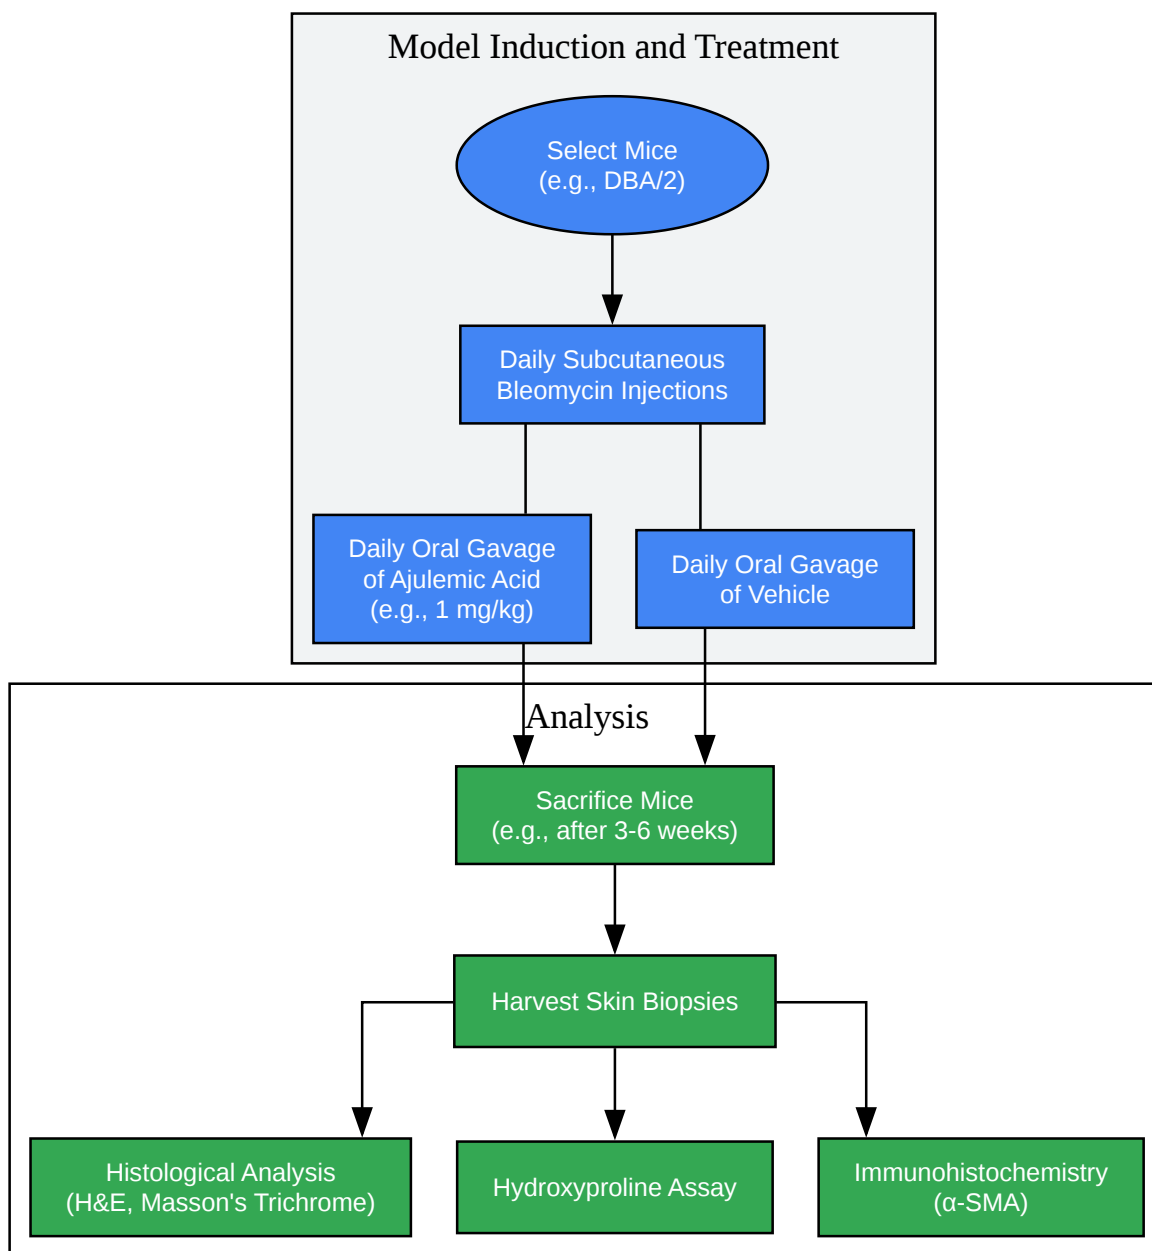 Model Induction and Treatment
Select Mice
(e.g., DBA/2)
Daily Subcutaneous
Bleomycin Injections
Daily Oral Gavage
of Ajulemic Acid
(e.g., 1 mg/kg)
Daily Oral Gavage
of Vehicle
Analysis
Sacrifice Mice
(e.g., after 3-6 weeks)
Harvest Skin Biopsies
Histological Analysis
(H&E, Masson's Trichrome)
Hydroxyproline Assay
Immunohistochemistry
(α-SMA)